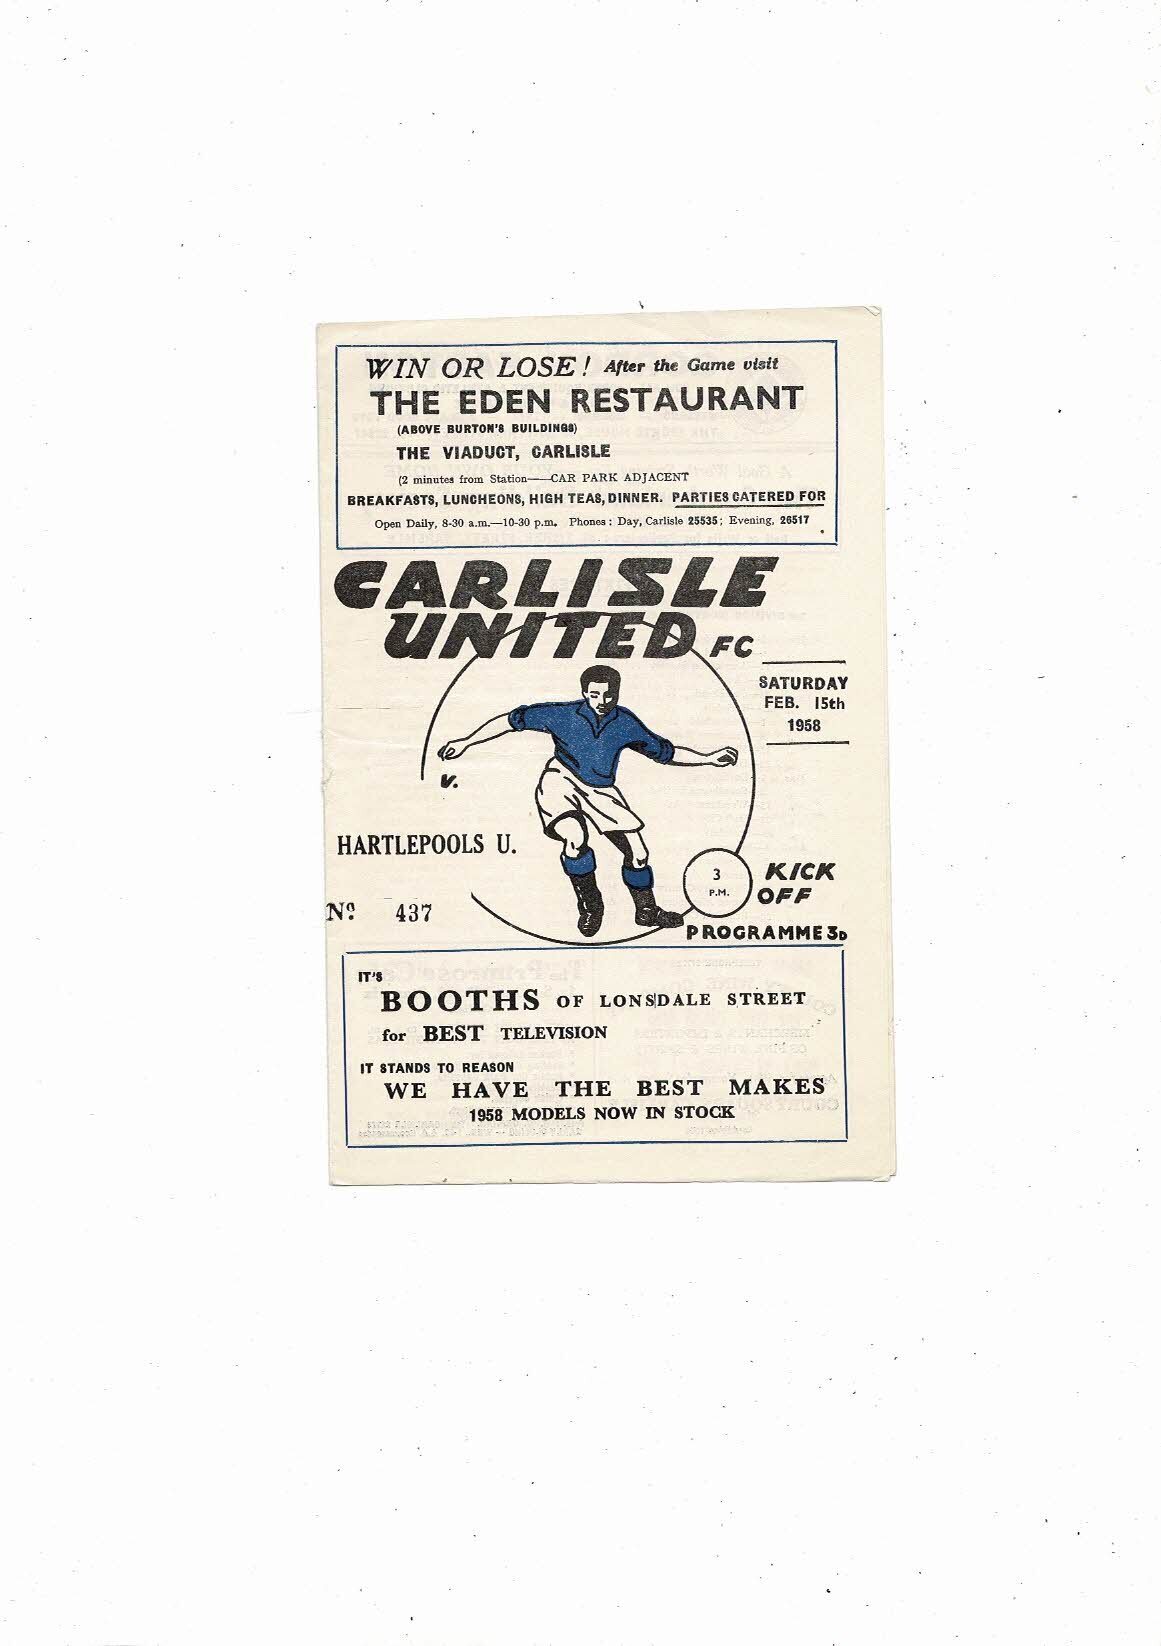 WIN OR LOSE! After the Game visit
THE EDEN RESTAURANT
(ABOVE BURTON'S BUILDINGS)
THE VIADUCT, CARLISLE
(2 minutes from Station—CAR PARK ADJACENT
BREAKFASTS, LUNCHEONS, HIGH TEAS, DINNER. PARTIES CATERED FOR
Open Daily, 8-30 a.m.—10-30 p.m. Phones: Day, Carlisle 25535; Evening, 26517
CARLISLE
UNITED FC
SATURDAY
FEB. 15th
1958
V.
HARTLEPOOLS U.
No. 437
3
P.M.
KICK
OFF
PROGRAMME 3D
IT'S
BOOTHS OF LONSDALE STREET
for BEST TELEVISION
IT STANDS TO REASON
WE HAVE THE BEST MAKES
1958 MODELS NOW IN STOCK